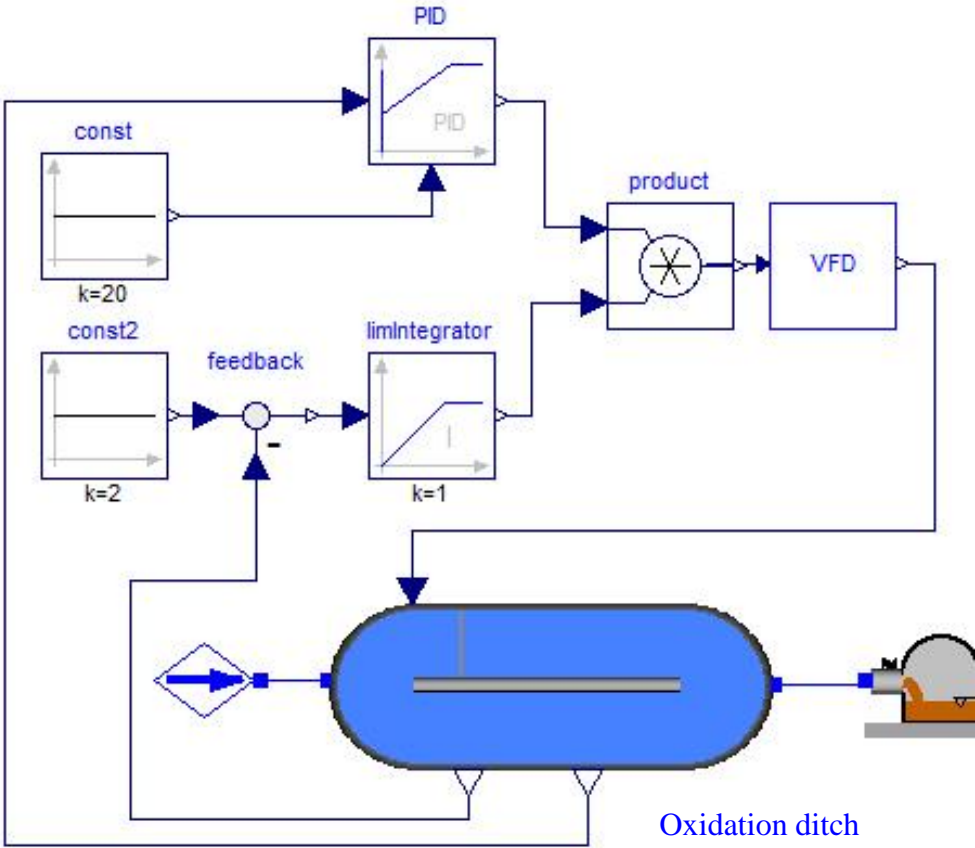 PID
PID
const
k=20
product
VFD
const2
feedback
limIntegrator
-
I
k=2
k=1
Oxidation ditch